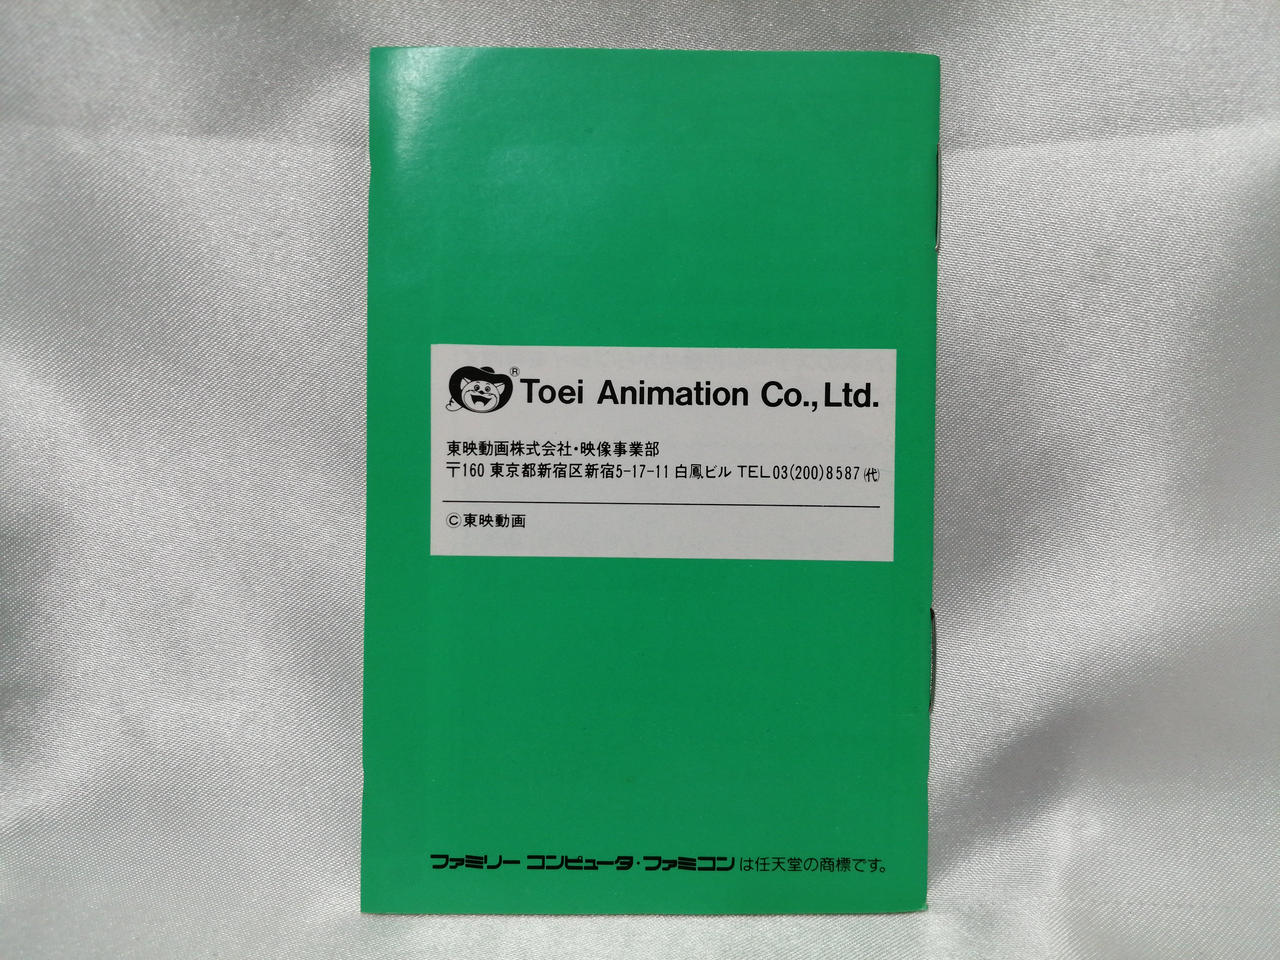 ® Toei Animation Co., Ltd.
東映動画株式会社・映像事業部
〒160 東京都新宿区新宿5-17-11 白鳳ビル TEL03(200)8587㈹
©東映動画
ファミリーコンピュータ・ファミコンは任天堂の商標です。